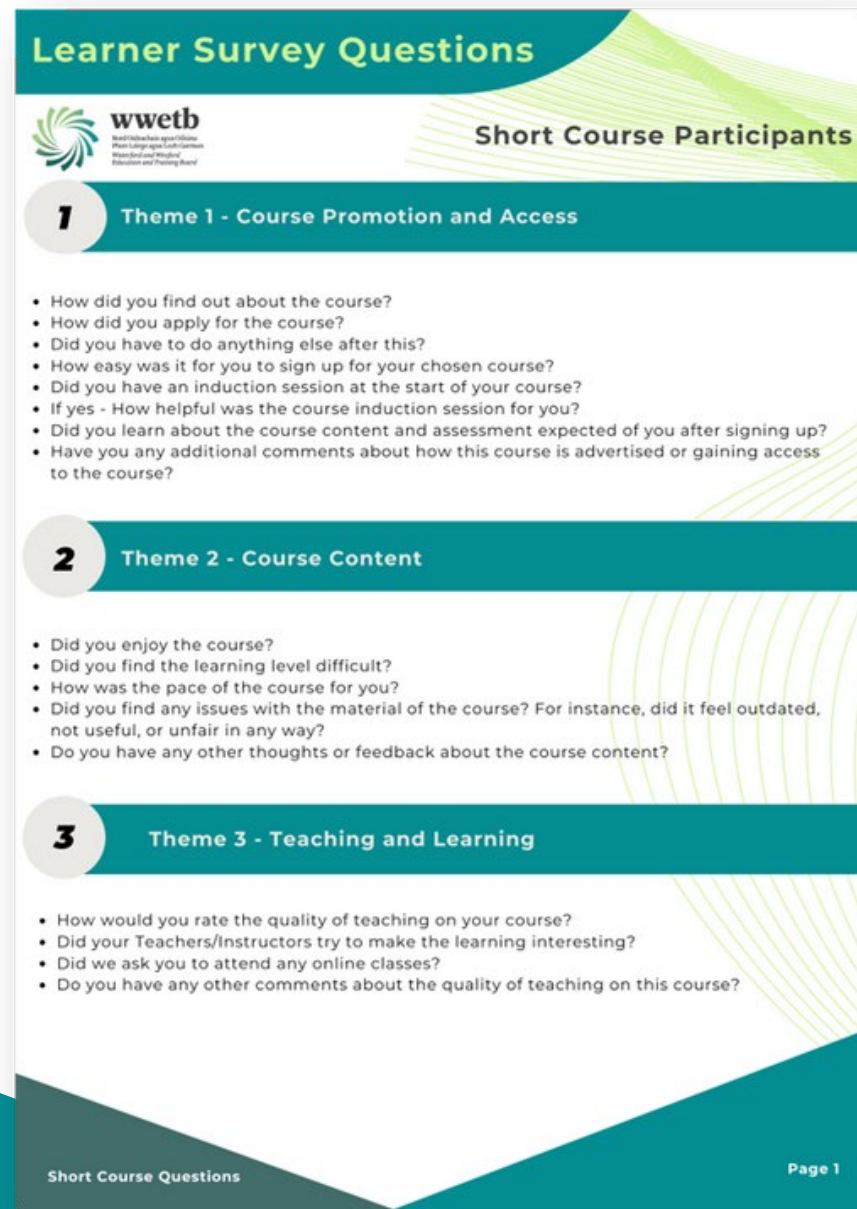 Learner Survey Questions
wwetb
Bord Oideachais agus Oiliúna
Phort Láirge agus Loch Garman
Waterford and Wexford
Education and Training Board
Short Course Participants
1
Theme 1 - Course Promotion and Access
• How did you find out about the course?
• How did you apply for the course?
• Did you have to do anything else after this?
• How easy was it for you to sign up for your chosen course?
• Did you have an induction session at the start of your course?
• If yes - How helpful was the course induction session for you?
• Did you learn about the course content and assessment expected of you after signing up?
• Have you any additional comments about how this course is advertised or gaining access
to the course?
2
Theme 2 - Course Content
• Did you enjoy the course?
• Did you find the learning level difficult?
• How was the pace of the course for you?
• Did you find any issues with the material of the course? For instance, did it feel outdated,
not useful, or unfair in any way?
• Do you have any other thoughts or feedback about the course content?
3
Theme 3 - Teaching and Learning
• How would you rate the quality of teaching on your course?
• Did your Teachers/Instructors try to make the learning interesting?
• Did we ask you to attend any online classes?
• Do you have any other comments about the quality of teaching on this course?
Short Course Questions
Page 1